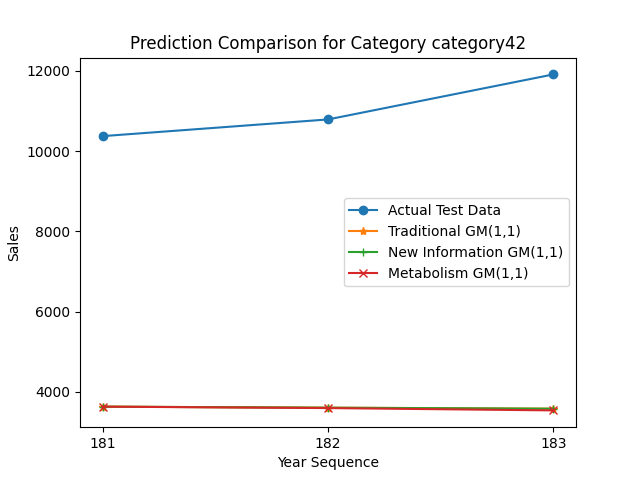 Prediction Comparison for Category category42
12000
10000
8000
6000
4000
Sales
Actual Test Data
Traditional GM(1,1)
New Information GM(1,1)
Metabolism GM(1,1)
181
182
183
Year Sequence